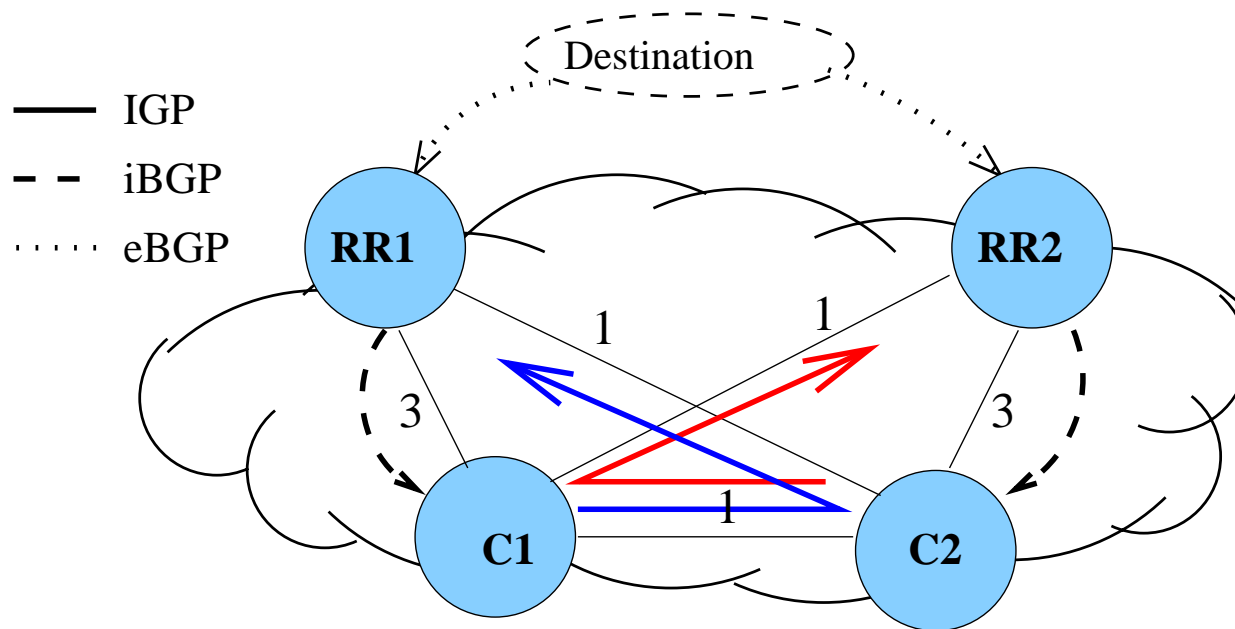 Destination
IGP
iBGP
eBGP
RR1
RR2
1
1
3
3
1
C1
C2